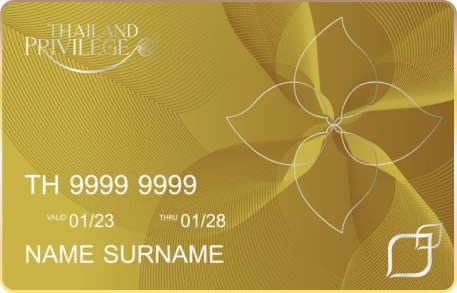 THAILAND
PRIVILEGE
TH 9999 9999
VALID 01/23 THRU 01/28
NAME SURNAME